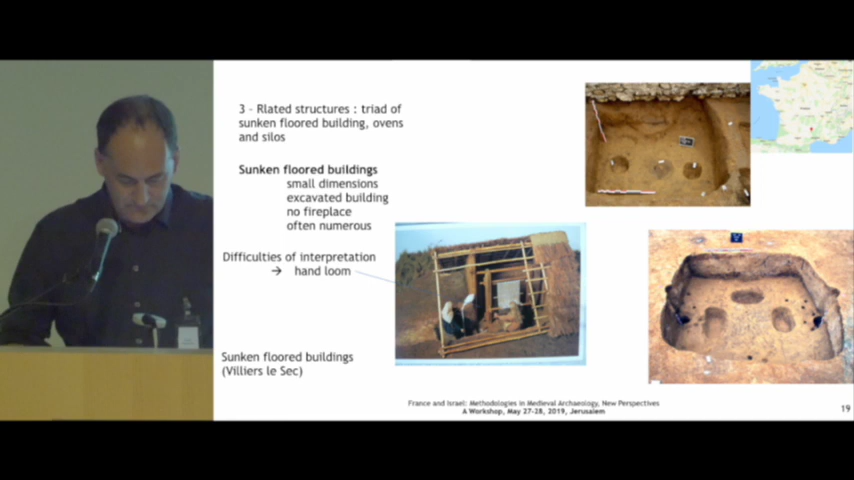 3 - Rlated structures : triad of
sunken floored building, ovens
and silos
Sunken floored buildings
small dimensions
excavated building
no fireplace
often numerous
Difficulties of interpretation
→ hand loom
Sunken floored buildings
(Villiers le Sec)
France and Israel: Methodologies in Medieval Archaeology, New Perspectives
A Workshop, May 27-28, 2019, Jerusalem
19